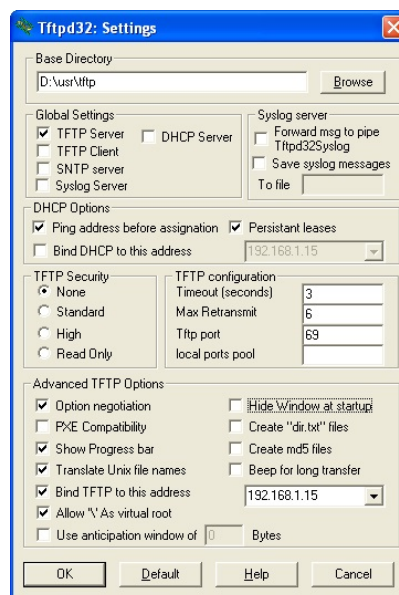 Tftpd32: Settings
Base Directory
D:\usr\tftp
Browse
Global Settings
TFTP Server
DHCP Server
TFTP Client
SNTP server
Syslog Server
Syslog server
Forward msg to pipe
Tftpd32Syslog
Save syslog messages
To file
DHCP Options
Ping address before assignation
Persistant leases
Bind DHCP to this address
192.168.1.15
TFTP Security
None
Standard
High
Read Only
TFTP configuration
Timeout (seconds)
3
Max Retransmit
6
Tftp port
69
local ports pool
Advanced TFTP Options
Option negotiation
Hide Window at startup
PXE Compatibility
Create "dir.txt" files
Show Progress bar
Create md5 files
Translate Unix file names
Beep for long transfer
Bind TFTP to this address
192.168.1.15
Allow '\' As virtual root
Use anticipation window of 0 Bytes
OK
Default
Help
Cancel